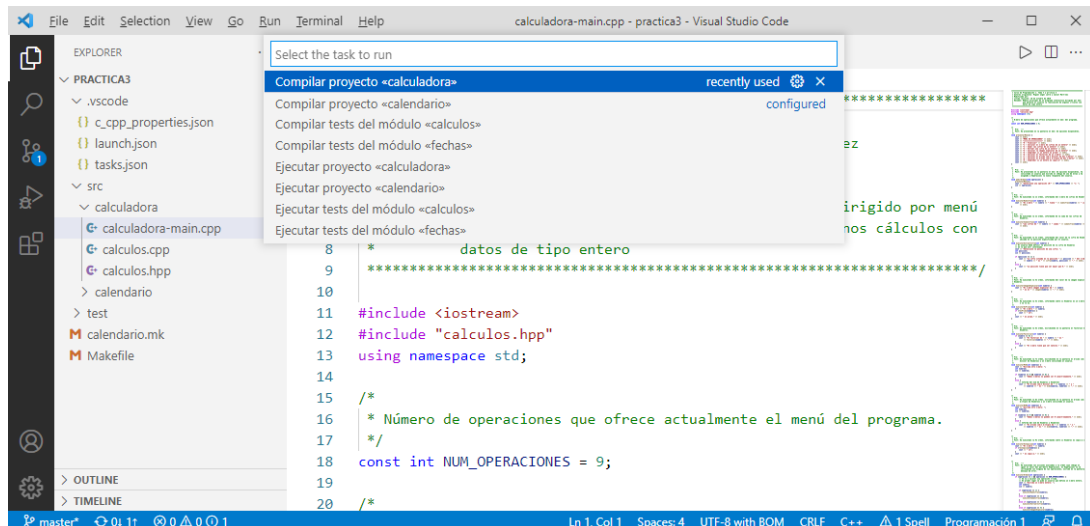 File Edit Selection View Go Run Terminal Help calculadora-main.cpp - practica3 - Visual Studio Code
EXPLORER
PRACTICA3
.vscode
{} c_cpp_properties.json
{} launch.json
{} tasks.json
src
calculadora
calculadora-main.cpp
calculos.cpp
calculos.hpp
calendario
test
M calendario.mk
M Makefile
OUTLINE
TIMELINE
1
Select the task to run
Compilar proyecto «calculadora» recently used
Compilar proyecto «calendario» configured
Compilar tests del módulo «calculos»
Compilar tests del módulo «fechas»
Ejecutar proyecto «calculadora»
Ejecutar proyecto «calendario»
Ejecutar tests del módulo «calculos»
Ejecutar tests del módulo «fechas»
*****************
ez
irigido por menú
nos cálculos con
8 * datos de tipo entero
9 ************************************************************************/
10
11 #include <iostream>
12 #include "calculos.hpp"
13 using namespace std;
14
15 /*
16 * Número de operaciones que ofrece actualmente el menú del programa.
17 */
18 const int NUM_OPERACIONES = 9;
19
20 /*
master* 0↓ 1↑ 0 0 1 Ln 1, Col 1 Spaces: 4 UTF-8 with BOM CRLF C++ 1 Spell Programación 1